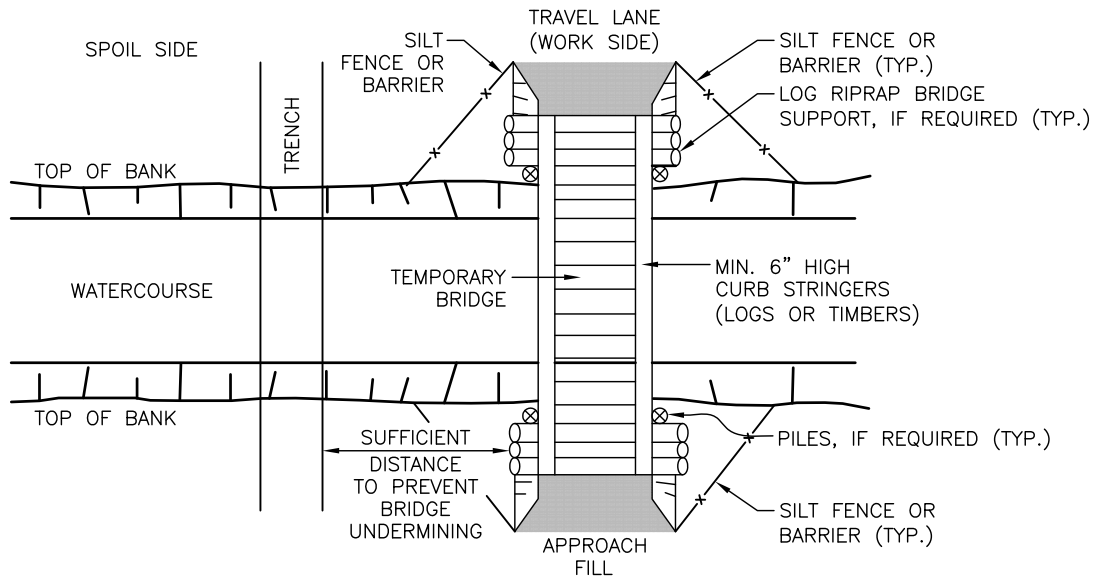 SPOIL SIDE
TRENCH
TOP OF BANK
SILT
FENCE OR
BARRIER
TRAVEL LANE
(WORK SIDE)
SILT FENCE OR
BARRIER (TYP.)
LOG RIPRAP BRIDGE
SUPPORT, IF REQUIRED (TYP.)
WATERCOURSE
TEMPORARY
BRIDGE
MIN. 6" HIGH
CURB STRINGERS
(LOGS OR TIMBERS)
TOP OF BANK
SUFFICIENT
DISTANCE
TO PREVENT
BRIDGE
UNDERMINING
PILES, IF REQUIRED (TYP.)
SILT FENCE OR
BARRIER (TYP.)
APPROACH
FILL